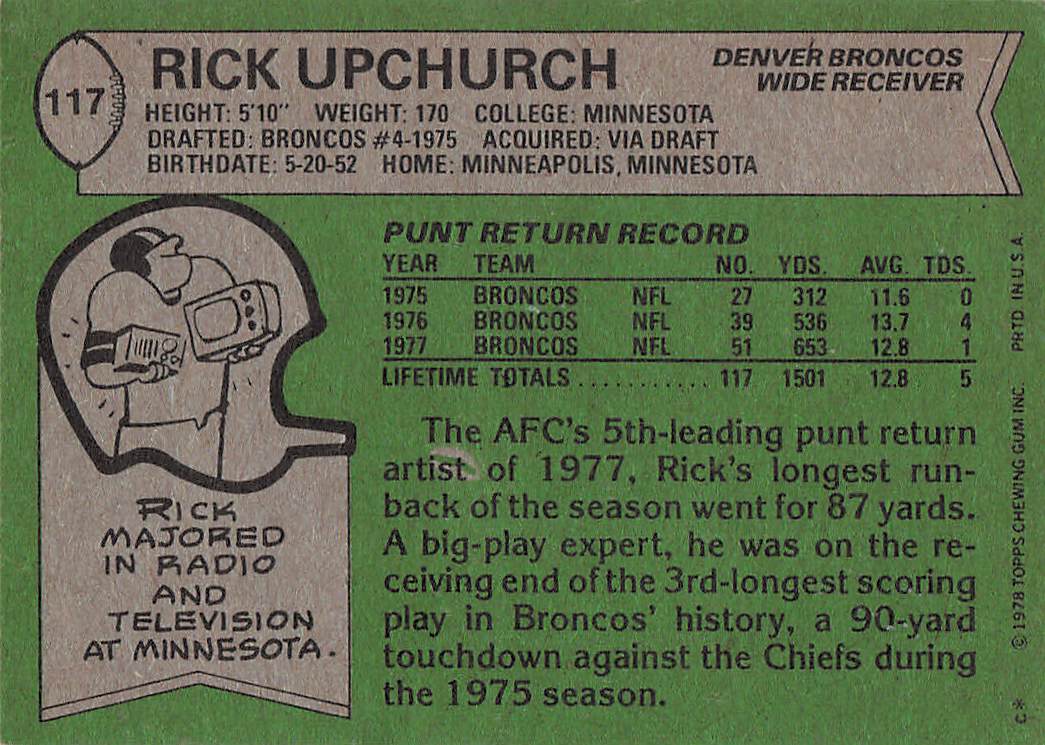 117
RICK UPCHURCH
DENVER BRONCOS
WIDE RECEIVER
HEIGHT: 5'10" WEIGHT: 170 COLLEGE: MINNESOTA
DRAFTED: BRONCOS #4-1975 ACQUIRED: VIA DRAFT
BIRTHDATE: 5-20-52 HOME: MINNEAPOLIS, MINNESOTA
PUNT RETURN RECORD
YEAR TEAM NO. YDS. AVG. TDS.
1975 BRONCOS NFL 27 312 11.6 0
1976 BRONCOS NFL 39 536 13.7 4
1977 BRONCOS NFL 51 653 12.8 1
LIFETIME TOTALS ........... 117 1501 12.8 5
The AFC's 5th-leading punt return
artist of 1977, Rick's longest run-
back of the season went for 87 yards.
A big-play expert, he was on the re-
ceiving end of the 3rd-longest scoring
play in Broncos' history, a 90-yard
touchdown against the Chiefs during
the 1975 season.
RICK
MAJORED
IN RADIO
AND
TELEVISION
AT MINNESOTA.
C* © 1978 TOPPS CHEWING GUM INC. PRTD IN U.S.A.